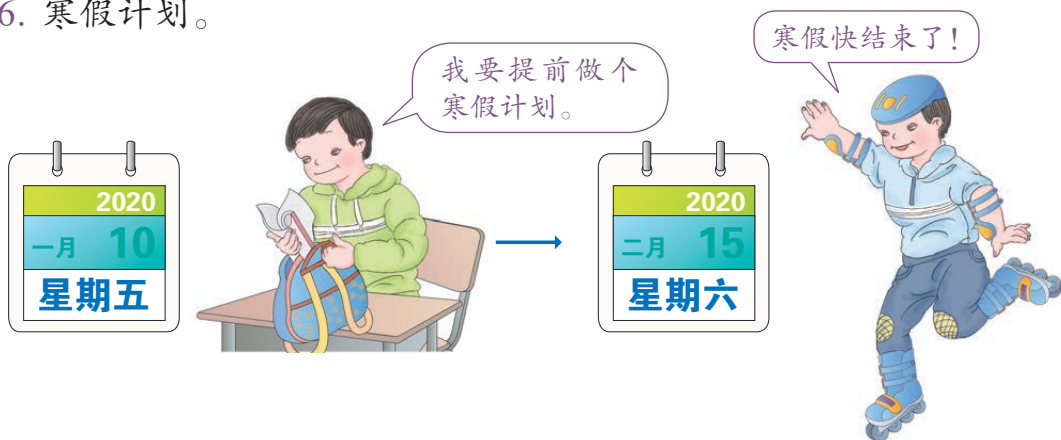 6. 寒假计划。
我要提前做个
寒假计划。
寒假快结束了!
2020
一月 10
星期五
2020
二月 15
星期六